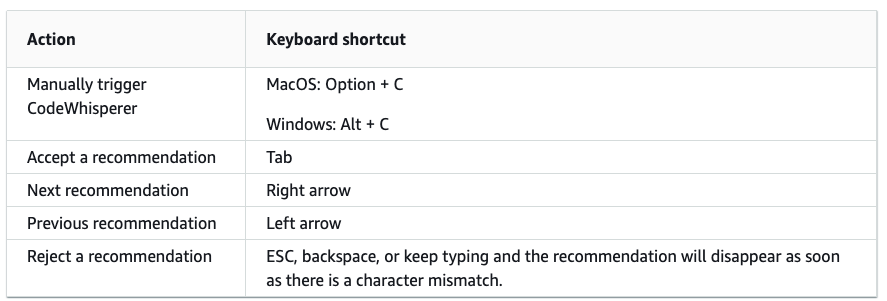 Action
Keyboard shortcut
Manually trigger
CodeWhisperer
MacOS: Option + C
Windows: Alt + C
Accept a recommendation
Tab
Next recommendation
Right arrow
Previous recommendation
Left arrow
Reject a recommendation
ESC, backspace, or keep typing and the recommendation will disappear as soon
as there is a character mismatch.